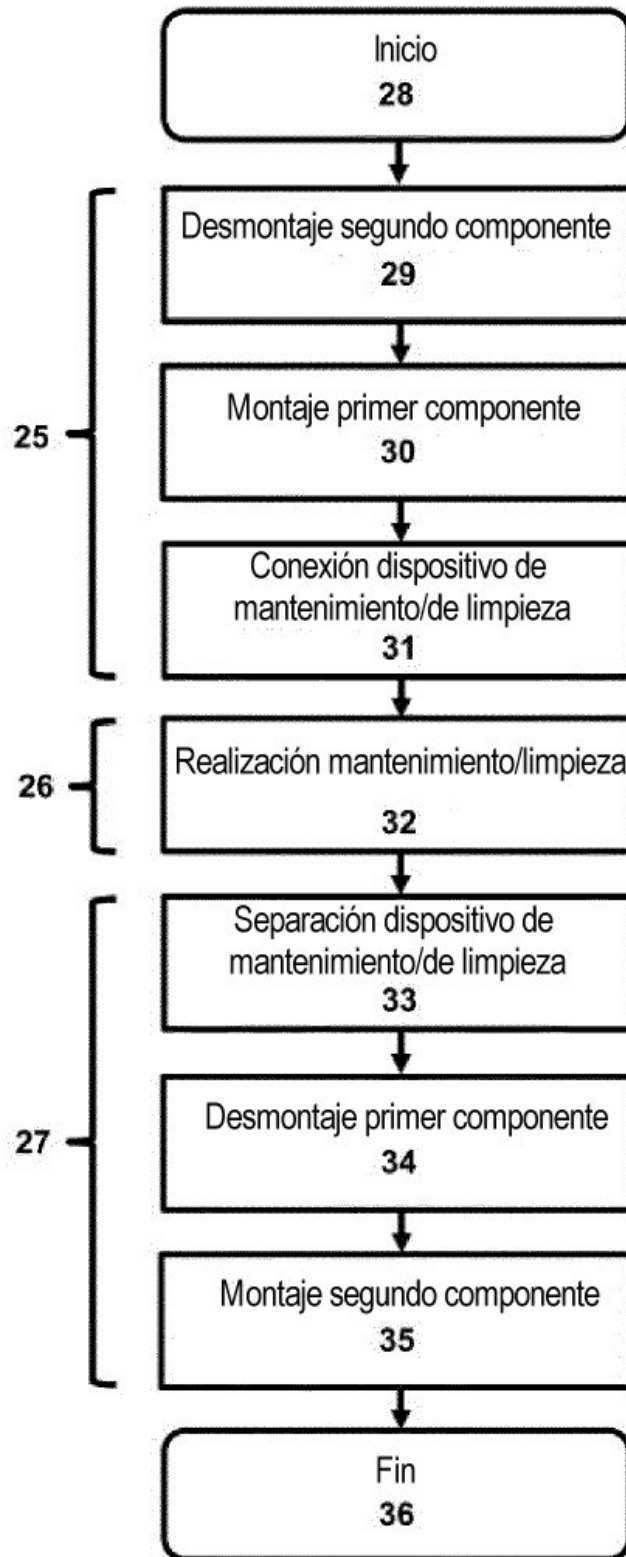 Inicio
28
Desmontaje segundo componente
29
Montaje primer componente
30
25
Conexión dispositivo de
mantenimiento/de limpieza
31
Realización mantenimiento/limpieza
32
26
Separación dispositivo de
mantenimiento/de limpieza
33
Desmontaje primer componente
34
27
Montaje segundo componente
35
Fin
36